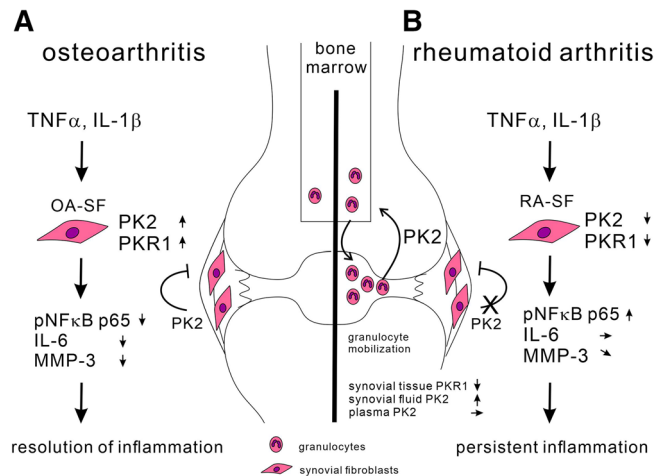 A
osteoarthritis
TNFα, IL-1β
OA-SF
PK2 ↑
PKR1 ↑
PK2
pNFκB p65 ↓
IL-6 ↓
MMP-3 ↓
resolution of inflammation
bone
marrow
PK2
granulocyte
mobilization
synovial tissue PKR1 ↓
synovial fluid PK2 ↑
plasma PK2 →
granulocytes
synovial fibroblasts
B
rheumatoid arthritis
TNFα, IL-1β
RA-SF
PK2 ↓
PKR1 ↓
PK2
pNFκB p65 ↑
IL-6 →
MMP-3 ↘
persistent inflammation